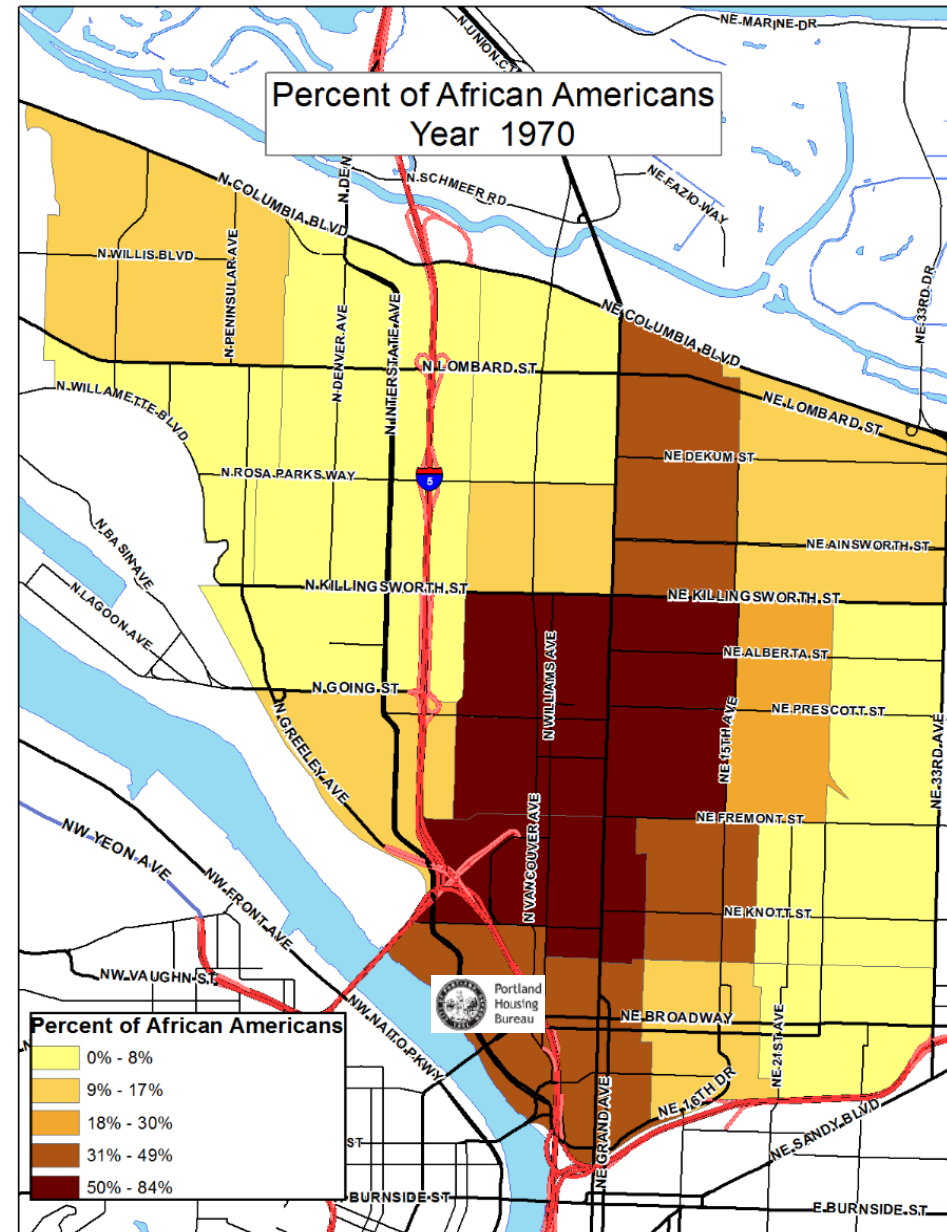 NE MARINE DR
N UNION CT
Percent of African Americans
Year 1970
N SCHMEER RD
NE FAZIO WAY
N COLUMBIA BLVD
N WILLIS BLVD
N PENINSULAR AVE
N DENVER AVE
N INTERSTATE AVE
NE COLUMBIA BLVD
NE 33RD DR
N LOMBARD ST
NE LOMBARD ST
N WILLAMETTE BLVD
N ROSA PARKS WAY
5
NE DEKUM ST
N BASIN AVE
NE AINSWORTH ST
N LAGOON AVE
N KILLINGSWORTH ST
NE KILLINGSWORTH ST
N WILLIAMS AVE
NE ALBERTA ST
N GOING ST
NE PRESCOTT ST
NE 15TH AVE
NE 33RD AVE
N GREELEY AVE
NE FREMONT ST
N VANCOUVER AVE
NW YEON AVE
NW FRONT AVE
NE KNOTT ST
NW VAUGHN ST
Portland
Housing
Bureau
NW NAITO PKWY
NE BROADWAY
NE 21ST AVE
NE 16TH DR
NE GRAND AVE
NE SANDY BLVD
Percent of African Americans
0% - 8%
9% - 17%
18% - 30%
31% - 49%
50% - 84%
ST
BURNSIDE ST
E BURNSIDE ST